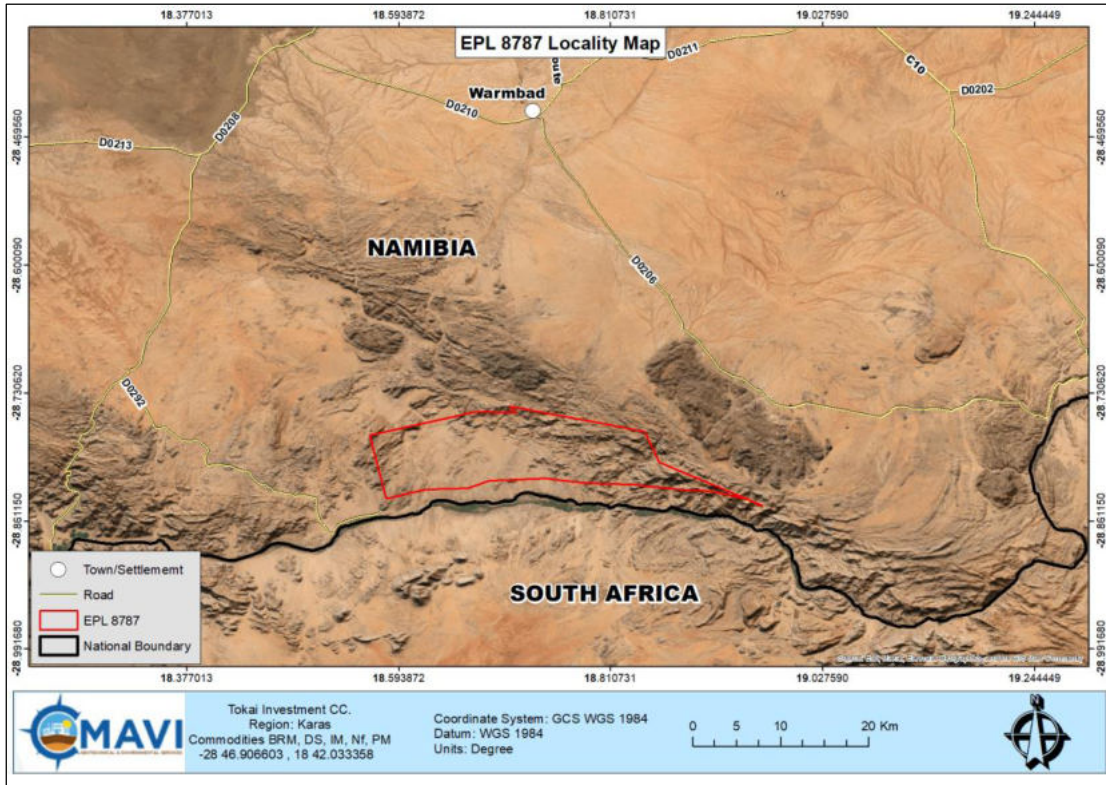 18.377013 18.593872 18.810731 19.027590 19.244449
EPL 8787 Locality Map
D0211
C10
D0202
Warmbad
D0210
D0208
D0213
-28.469560 -28.469560
NAMIBIA
-28.600090 -28.600090
D0206
-28.730620 -28.730620
D0292
-28.861150 -28.861150
SOUTH AFRICA
Town/Settlememt
Road
EPL 8787
National Boundary
-28.991680 -28.991680
18.377013 18.593872 18.810731 19.027590 19.244449
MAVI
Tokai Investment CC.
Region: Karas
Commodities BRM, DS, IM, Nf, PM
-28 46.906603 , 18 42.033358
Coordinate System: GCS WGS 1984
Datum: WGS 1984
Units: Degree
0 5 10 20 Km